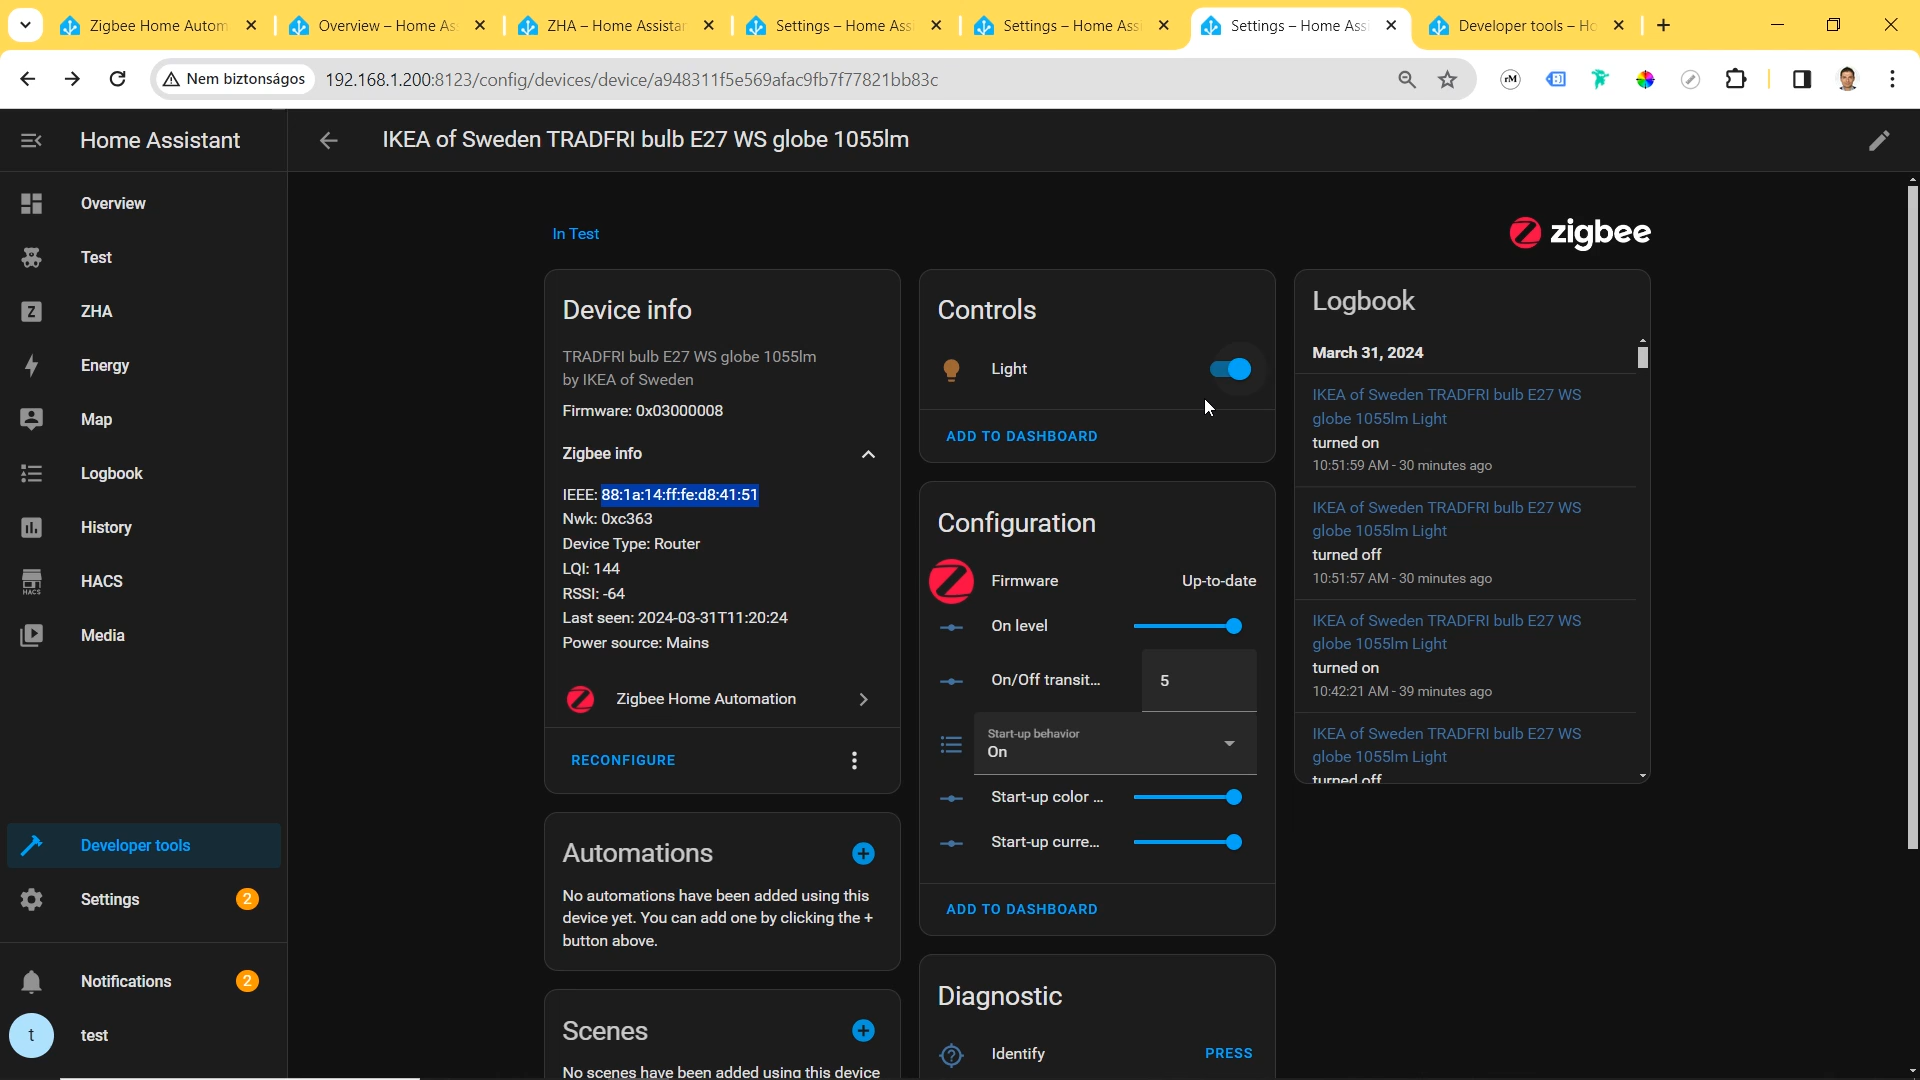 Zigbee Home Autom
Overview – Home As
ZHA – Home Assistar
Settings – Home Ass
Settings – Home Assi
Settings – Home Assi
Developer tools – Ho
Nem biztonságos
192.168.1.200:8123/config/devices/device/a948311f5e569afac9fb7f77821bb83c
rM
Home Assistant
IKEA of Sweden TRADFRI bulb E27 WS globe 1055lm
Overview
Test
ZHA
Energy
Map
Logbook
History
HACS
HACS
Media
Developer tools
Settings
2
Notifications
2
t
test
In Test
zigbee
Device info
TRADFRI bulb E27 WS globe 1055lm
by IKEA of Sweden
Firmware: 0x03000008
Zigbee info
IEEE: 88:1a:14:ff:fe:d8:41:51
Nwk: 0xc363
Device Type: Router
LQI: 144
RSSI: -64
Last seen: 2024-03-31T11:20:24
Power source: Mains
Zigbee Home Automation
RECONFIGURE
Automations
No automations have been added using this
device yet. You can add one by clicking the +
button above.
Scenes
No scenes have been added using this device
Controls
Light
ADD TO DASHBOARD
Configuration
Firmware
Up-to-date
On level
On/Off transit...
5
Start-up behavior
On
Start-up color ...
Start-up curre...
ADD TO DASHBOARD
Diagnostic
Identify
PRESS
Logbook
March 31, 2024
IKEA of Sweden TRADFRI bulb E27 WS
globe 1055lm Light
turned on
10:51:59 AM - 30 minutes ago
IKEA of Sweden TRADFRI bulb E27 WS
globe 1055lm Light
turned off
10:51:57 AM - 30 minutes ago
IKEA of Sweden TRADFRI bulb E27 WS
globe 1055lm Light
turned on
10:42:21 AM - 39 minutes ago
IKEA of Sweden TRADFRI bulb E27 WS
globe 1055lm Light
turned off